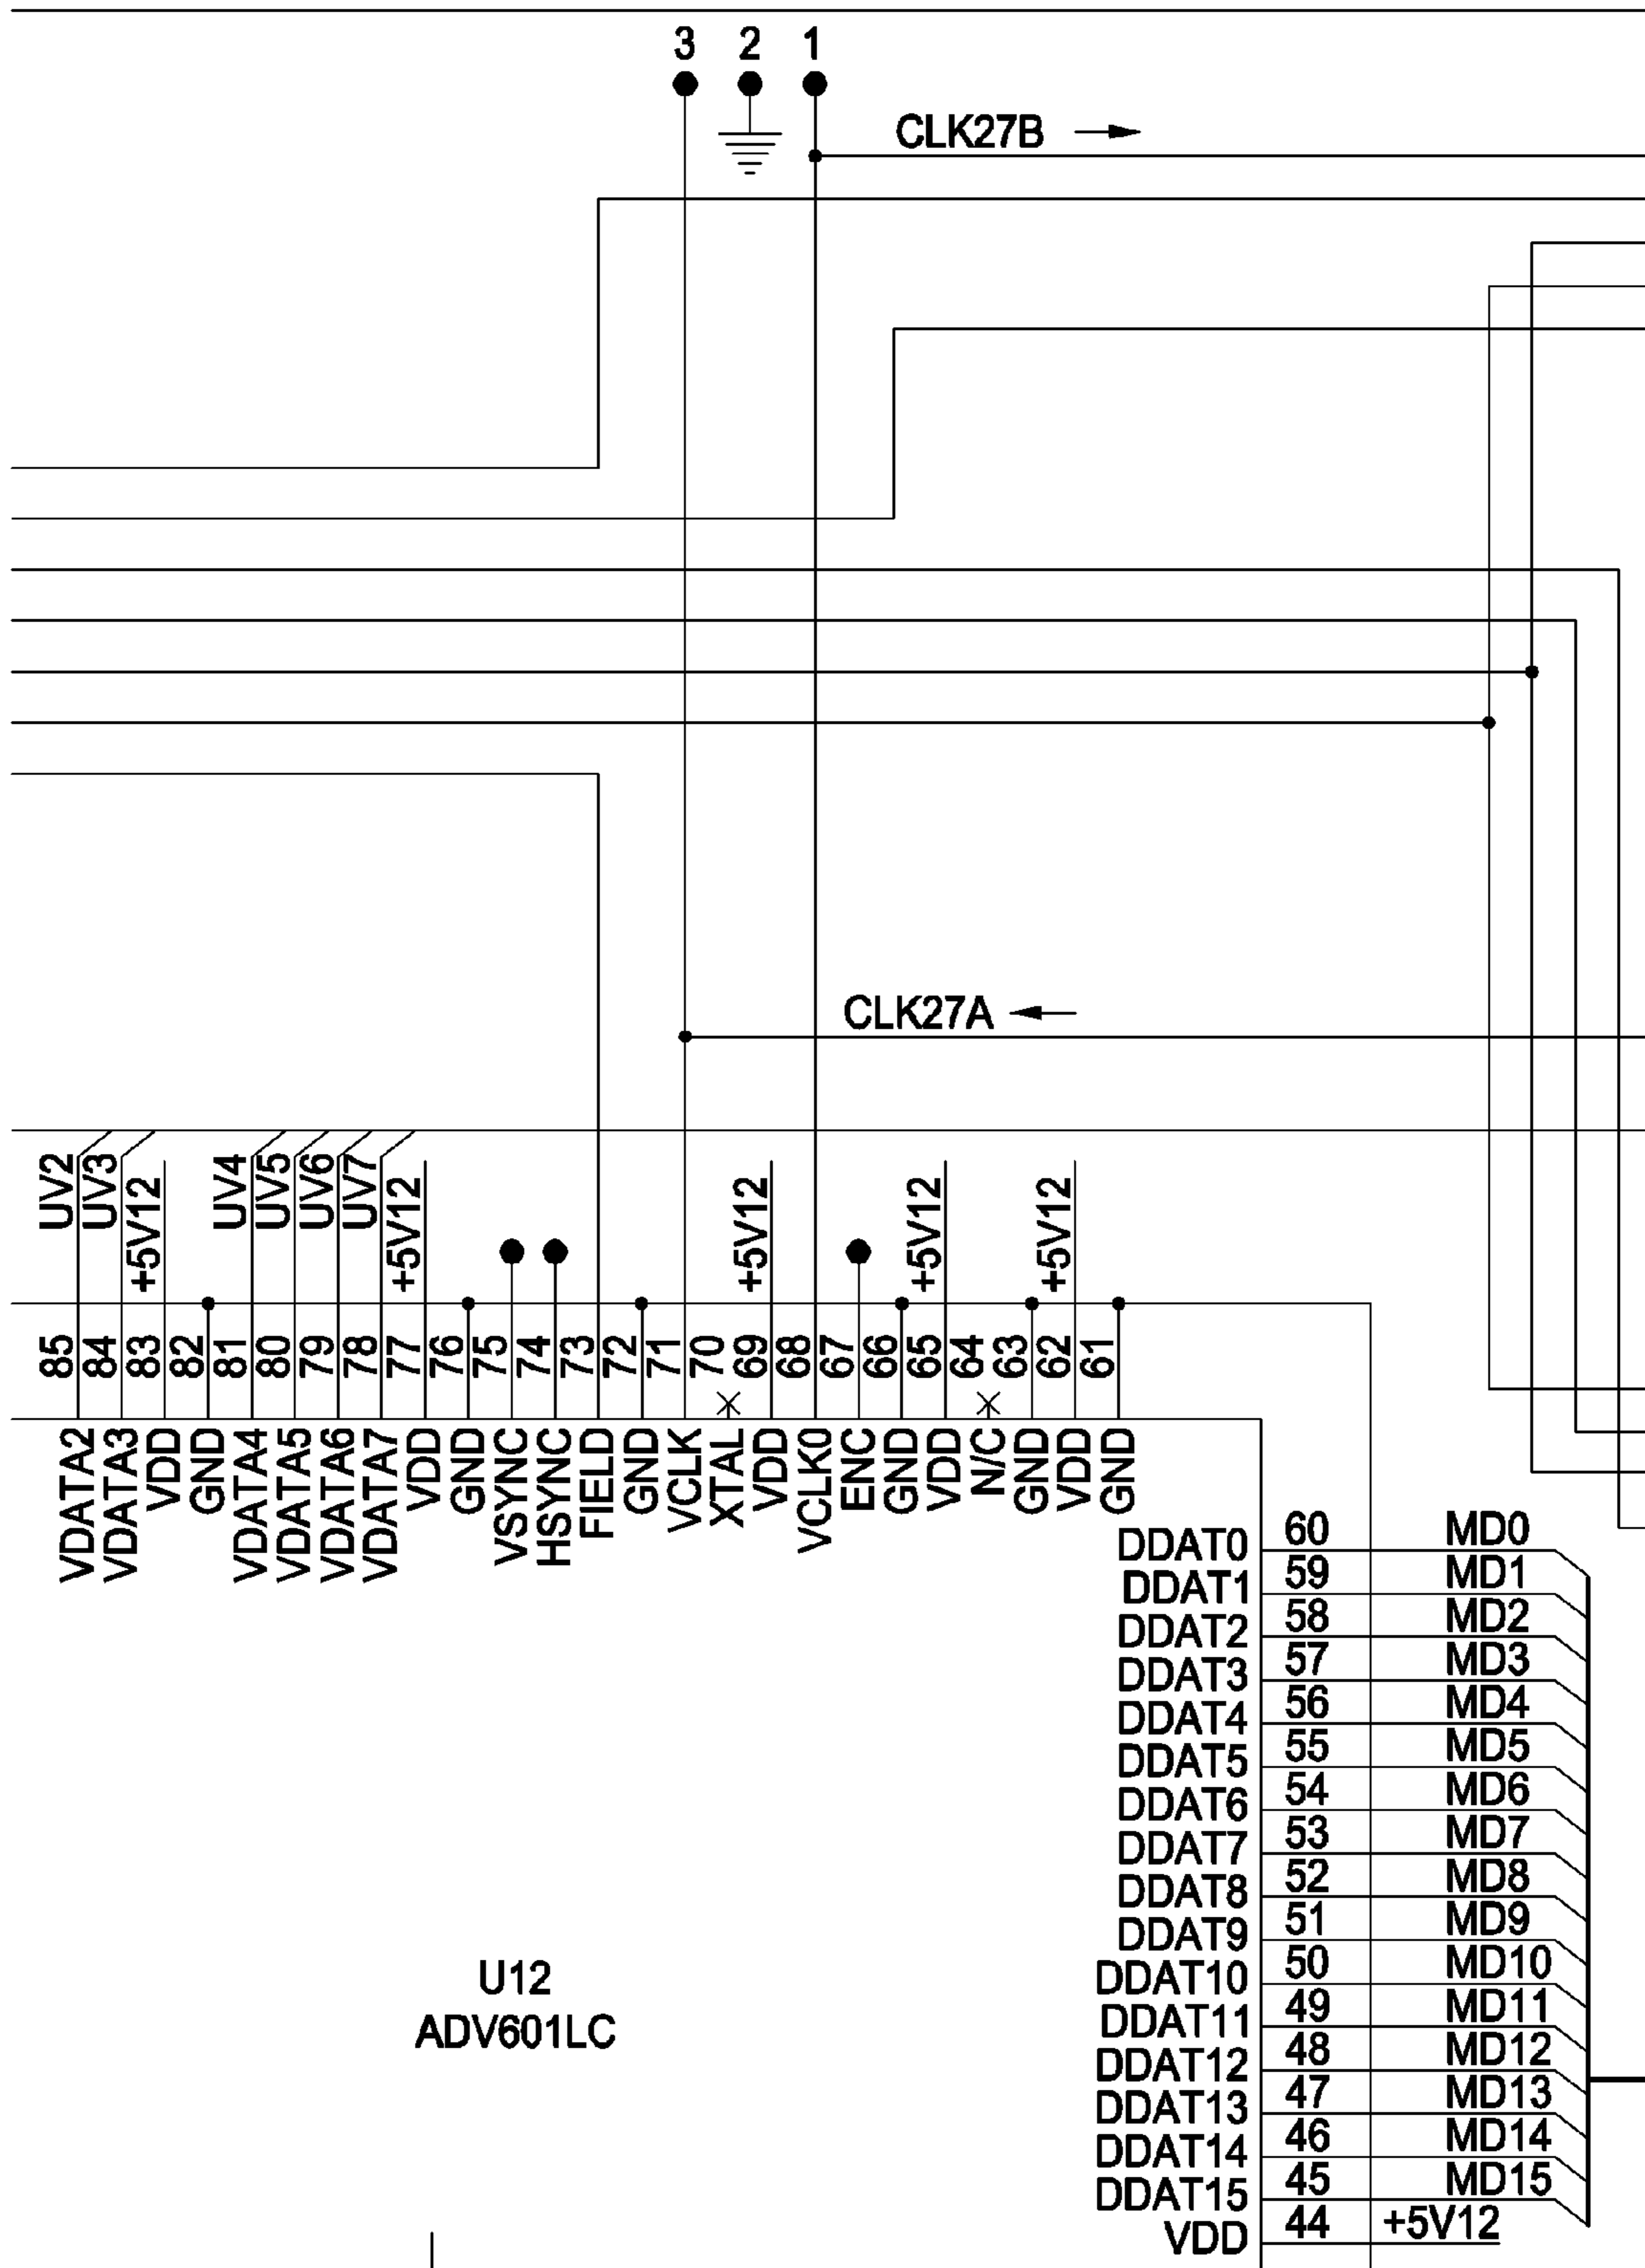 3 2 1
CLK27B
CLK27A
UV2 UV3 +5V12 UV4 UV5 UV6 UV7 +5V12 +5V12 +5V12 +5V12
85 84 83 82 81 80 79 78 77 76 75 74 73 72 71 70 69 68 67 66 65 64 63 62 61
VDATA2 VDATA3 VDD GND VDATA4 VDATA5 VDATA6 VDATA7 VDD GND VSYNC HSYNC FIELD GND VCLK XTAL VDD VCLK0 ENC GND VDD N/C GND VDD GND
DDAT0 60 MD0
DDAT1 59 MD1
DDAT2 58 MD2
DDAT3 57 MD3
DDAT4 56 MD4
DDAT5 55 MD5
DDAT6 54 MD6
DDAT7 53 MD7
DDAT8 52 MD8
DDAT9 51 MD9
DDAT10 50 MD10
DDAT11 49 MD11
DDAT12 48 MD12
DDAT13 47 MD13
DDAT14 46 MD14
DDAT15 45 MD15
VDD 44 +5V12
U12
ADV601LC